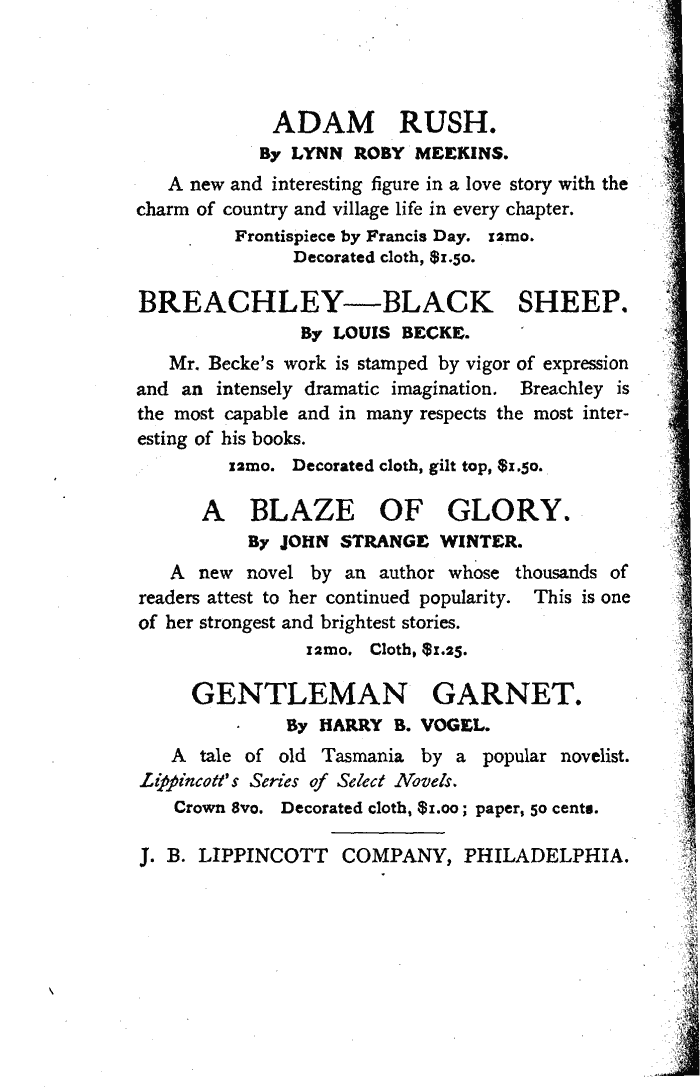 ADAM RUSH.
By LYNN ROBY MEEKINS.
A new and interesting figure in a love story with the
charm of country and village life in every chapter.
Frontispiece by Francis Day. 12mo.
Decorated cloth, $1.50.
BREACHLEY—BLACK SHEEP.
By LOUIS BECKE.
Mr. Becke's work is stamped by vigor of expression
and an intensely dramatic imagination. Breachley is
the most capable and in many respects the most inter-
esting of his books.
12mo. Decorated cloth, gilt top, $1.50.
A BLAZE OF GLORY.
By JOHN STRANGE WINTER.
A new novel by an author whose thousands of
readers attest to her continued popularity. This is one
of her strongest and brightest stories.
12mo. Cloth, $1.25.
GENTLEMAN GARNET.
By HARRY B. VOGEL.
A tale of old Tasmania by a popular novelist.
Lippincott's Series of Select Novels.
Crown 8vo. Decorated cloth, $1.00; paper, 50 cents.
J. B. LIPPINCOTT COMPANY, PHILADELPHIA.